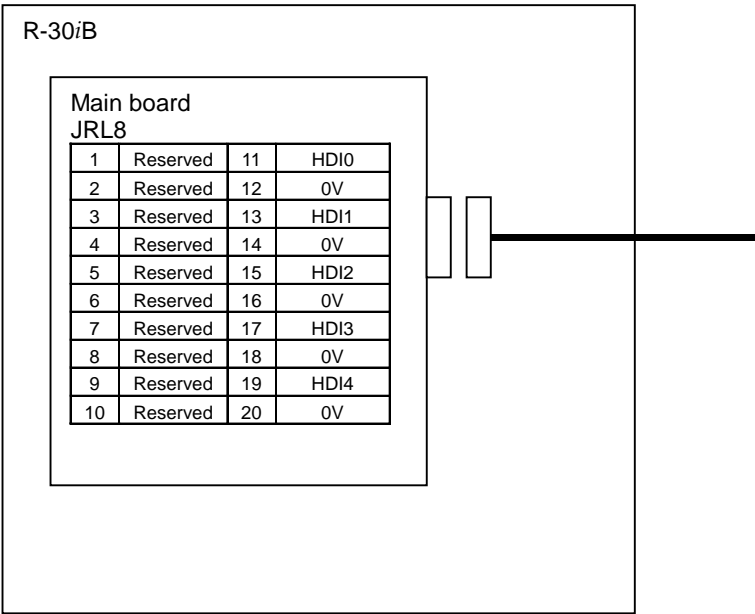 R-30iB
Main board
JRL8
1 Reserved 11 HDI0
2 Reserved 12 0V
3 Reserved 13 HDI1
4 Reserved 14 0V
5 Reserved 15 HDI2
6 Reserved 16 0V
7 Reserved 17 HDI3
8 Reserved 18 0V
9 Reserved 19 HDI4
10 Reserved 20 0V